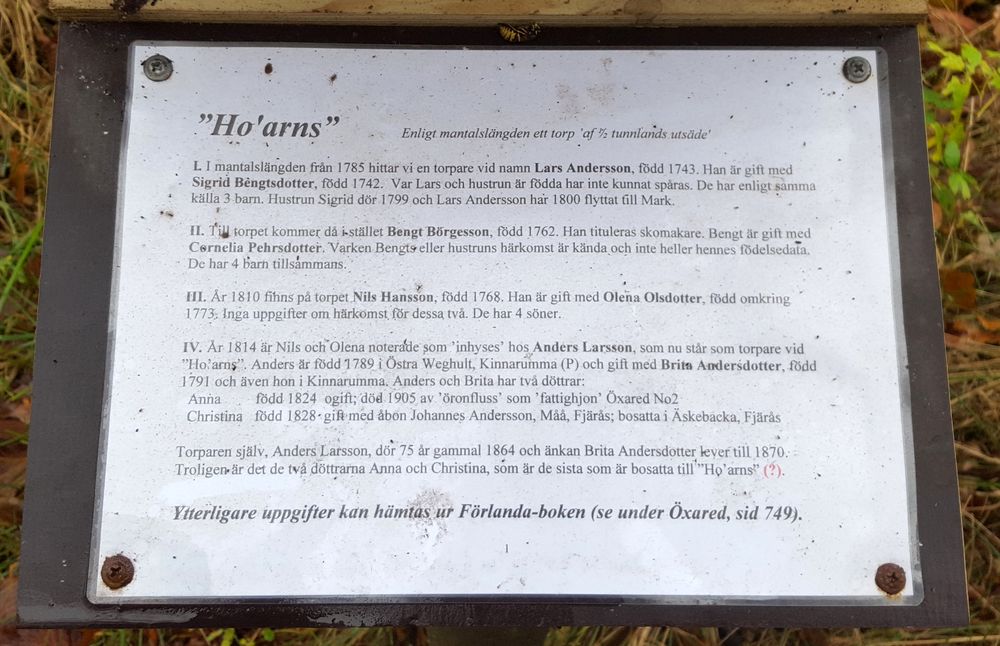 ”Ho'arns”
Enligt mantalslängden ett torp 'af ⁷⁄₂ tunnlands utsäde'
I. I mantalslängden från 1785 hittar vi en torpare vid namn Lars Andersson, född 1743. Han är gift med
Sigrid Bengtsdotter, född 1742. Var Lars och hustrun är födda har inte kunnat spåras. De har enligt samma
källa 3 barn. Hustrun Sigrid dör 1799 och Lars Andersson har 1800 flyttat till Mark.
II. Till torpet kommer då i stället Bengt Börgesson, född 1762. Han tituleras skomakare. Bengt är gift med
Cornelia Pehrsdotter. Varken Bengts eller hustruns härkomst är kända och inte heller hennes födelsedata.
De har 4 barn tillsammans.
III. År 1810 finns på torpet Nils Hansson, född 1768. Han är gift med Olena Olsdotter, född omkring
1773. Inga uppgifter om härkomst för dessa två. De har 4 söner.
IV. År 1814 är Nils och Olena noterade som 'inhyses' hos Anders Larsson, som nu står som torpare vid
”Ho'arns”. Anders är född 1789 i Östra Weghult, Kinnarumma (P) och gift med Brita Andersdotter, född
1791 och även hon i Kinnarumma. Anders och Brita har två döttrar:
Anna född 1824 ogift; död 1905 av 'öronfluss' som 'fattighjon' Öxared No2
Christina född 1828 gift med åbon Johannes Andersson, Måå, Fjärås; bosatta i Äskebacka, Fjärås
Torparen själv, Anders Larsson, dör 75 år gammal 1864 och änkan Brita Andersdotter lever till 1870.
Troligen är det de två döttrarna Anna och Christina, som är de sista som är bosatta till ”Ho'arns” (?).
Ytterligare uppgifter kan hämtas ur Förlanda-boken (se under Öxared, sid 749).
1